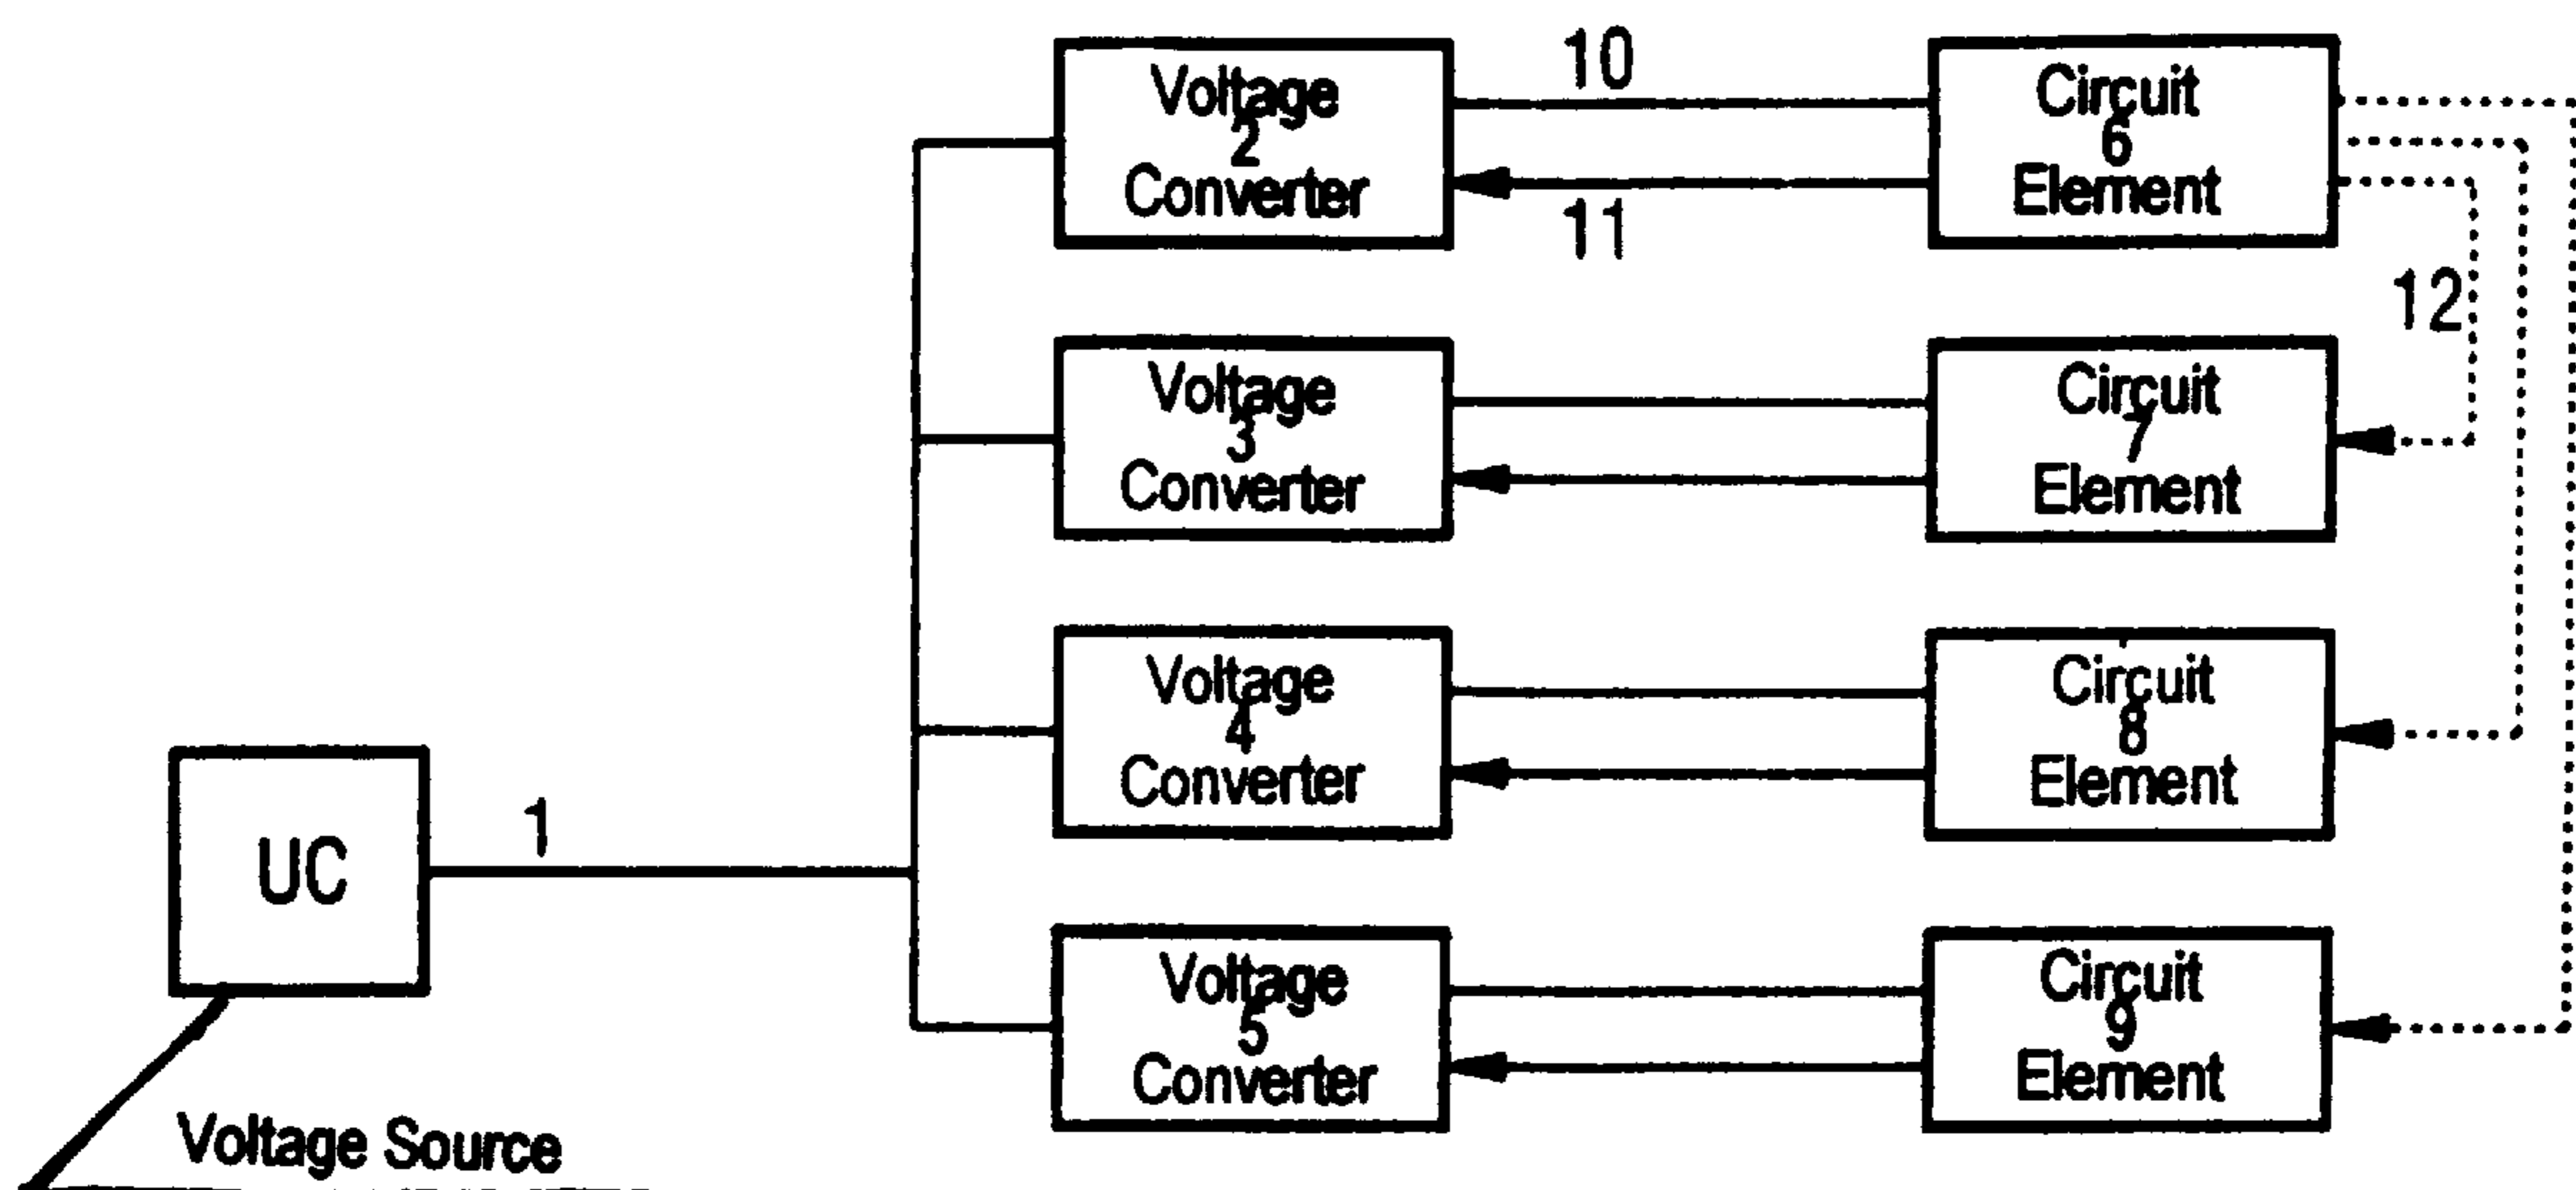 Voltage
2
Converter
10
11
Circuit
6
Element
12
Voltage
3
Converter
Circuit
7
Element
Voltage
4
Converter
Circuit
8
Element
UC
1
Voltage
5
Converter
Circuit
9
Element
Voltage Source